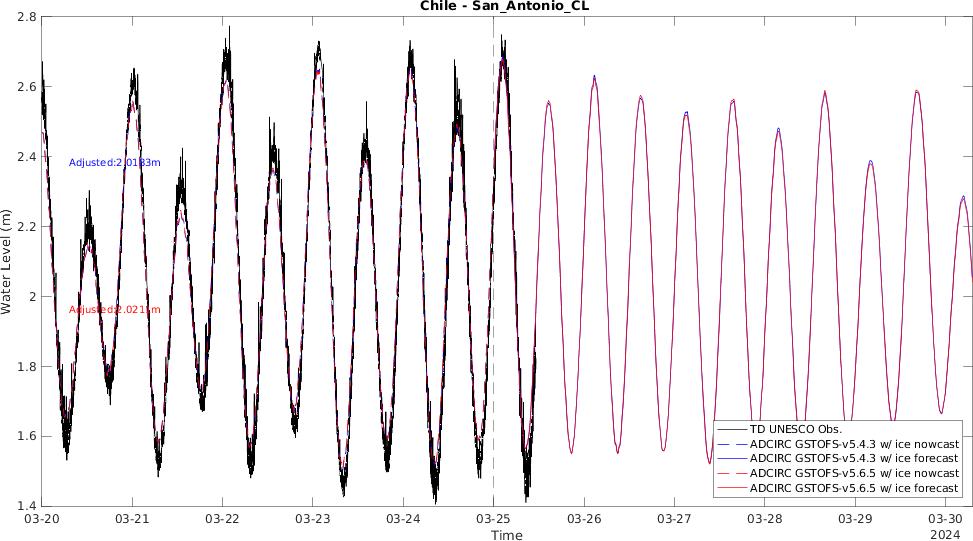 Chile - San_Antonio_CL
2.8
2.6
2.4
2.2
2
1.8
1.6
1.4
Water Level (m)
Adjusted:2.0183m
Adjusted:2.0215m
TD UNESCO Obs.
ADCIRC GSTOFS-v5.4.3 w/ ice nowcast
ADCIRC GSTOFS-v5.4.3 w/ ice forecast
ADCIRC GSTOFS-v5.6.5 w/ ice nowcast
ADCIRC GSTOFS-v5.6.5 w/ ice forecast
03-20 03-21 03-22 03-23 03-24 03-25 03-26 03-27 03-28 03-29 03-30
2024
Time